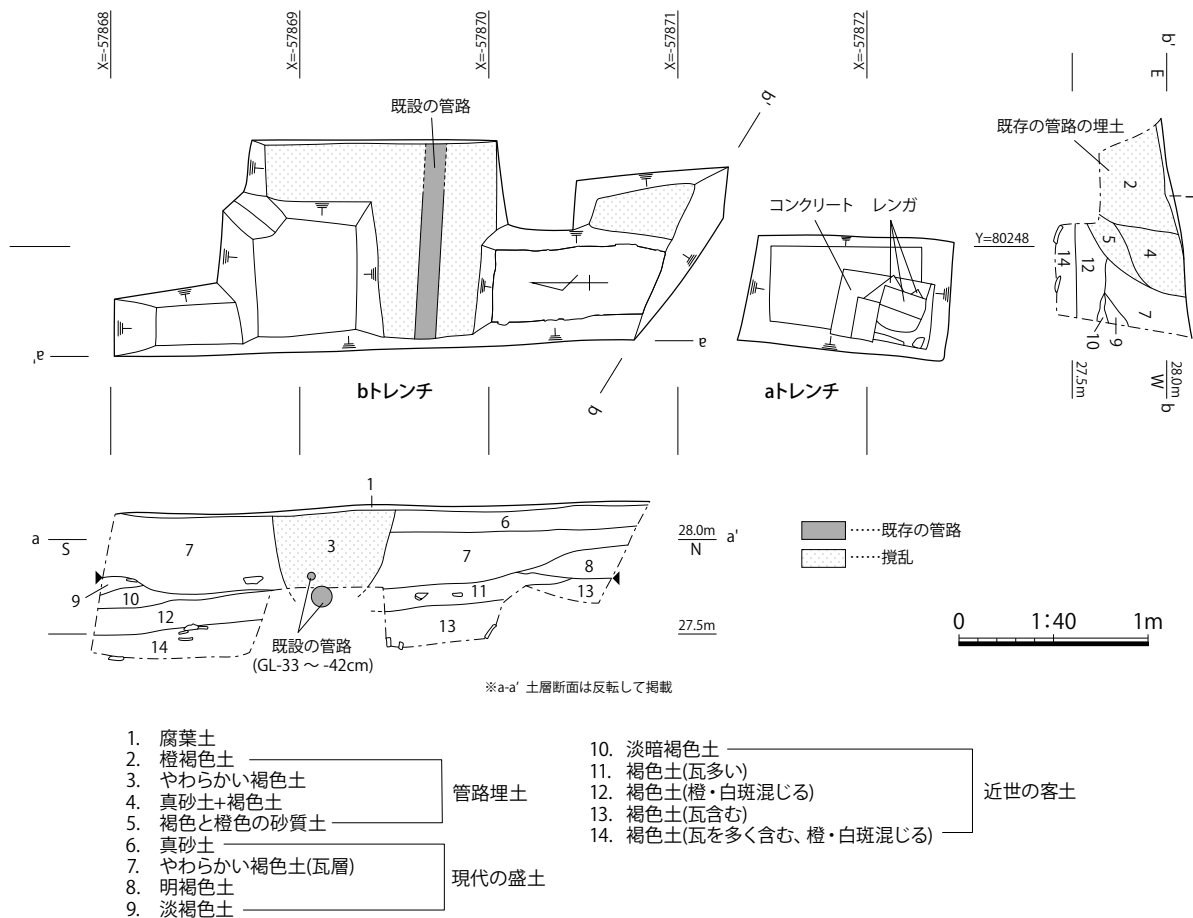 X=-57868
X=-57869
X=-57870
X=-57871
X=-57872
既設の管路
b'
b'
E
既存の管路の埋土
コンクリート
レンガ
Y=80248
2
5
4
14
12
7
10
9
a'
a
b
27.5m
28.0m
W
b
bトレンチ
aトレンチ
1
a
S
7
3
6
7
8
28.0m
N
a'
9
10
11
13
12
13
14
27.5m
既設の管路
(GL-33 ~ -42cm)
……既存の管路
……撹乱
0
1:40
1m
※a-a' 土層断面は反転して掲載
1. 腐葉土
2. 橙褐色土
3. やわらかい褐色土
4. 真砂土+褐色土
5. 褐色と橙色の砂質土
管路埋土
6. 真砂土
7. やわらかい褐色土(瓦層)
8. 明褐色土
9. 淡褐色土
現代の盛土
10. 淡暗褐色土
11. 褐色土(瓦多い)
12. 褐色土(橙・白斑混じる)
13. 褐色土(瓦含む)
14. 褐色土(瓦を多く含む、橙・白斑混じる)
近世の客土